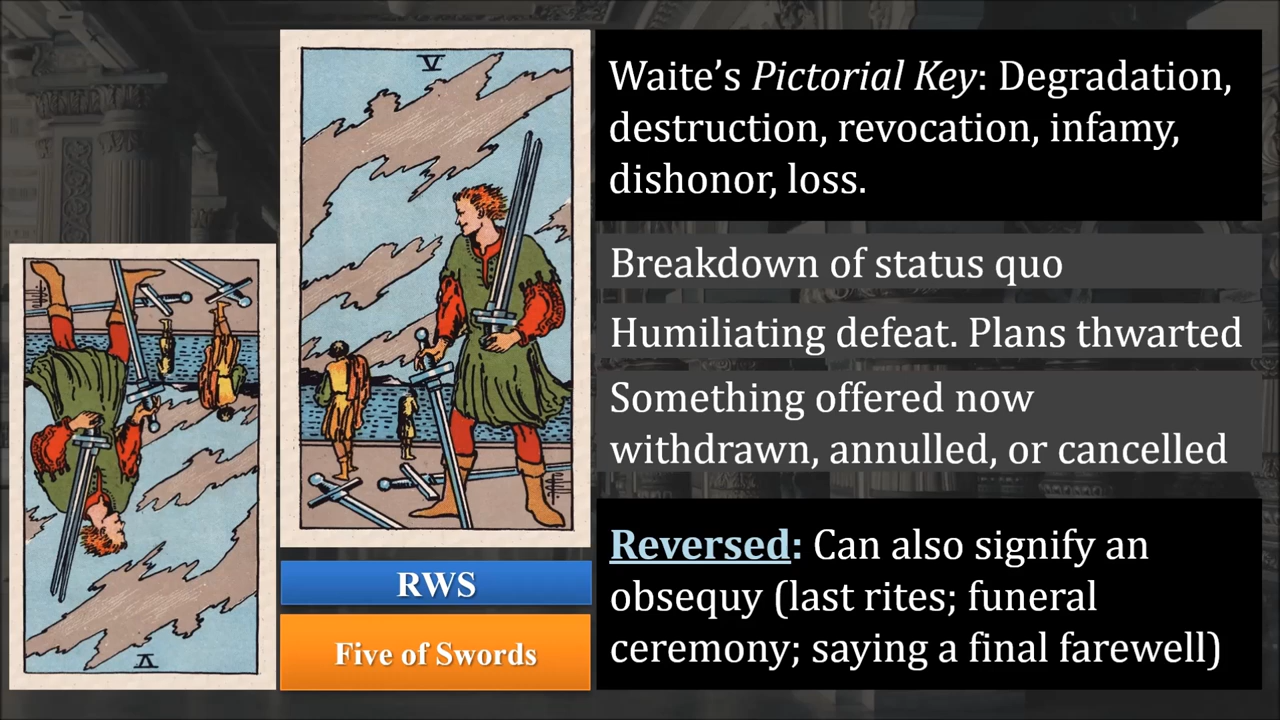 V
Waite’s Pictorial Key: Degradation,
destruction, revocation, infamy,
dishonor, loss.
Breakdown of status quo
Humiliating defeat. Plans thwarted
Something offered now
withdrawn, annulled, or cancelled
Reversed: Can also signify an
obsequy (last rites; funeral
ceremony; saying a final farewell)
V
RWS
Five of Swords